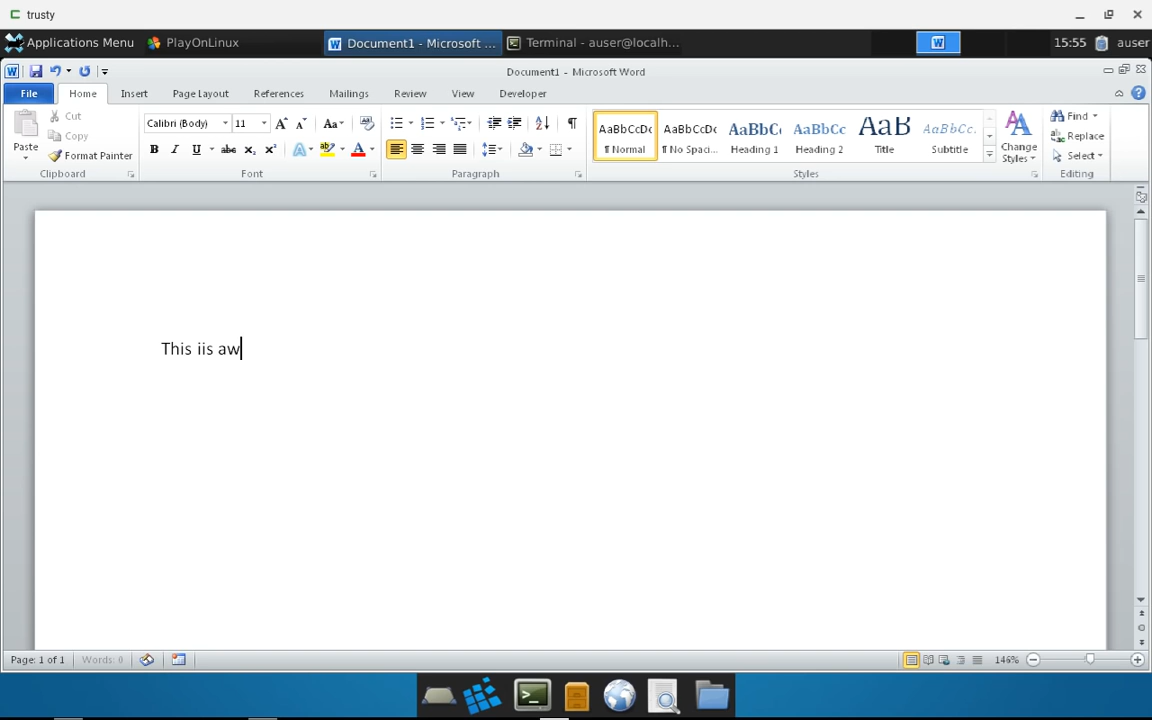 trusty
Applications Menu PlayOnLinux Document1 - Microsoft ... Terminal - auser@localh... 15:55 auser
Document1 - Microsoft Word
File Home Insert Page Layout References Mailings Review View Developer
Paste
Cut
Copy
Format Painter
Clipboard
Calibri (Body) 11
Font
Paragraph
AaBbCcDc
¶ Normal
AaBbCcDc
¶ No Spaci...
AaBbC
Heading 1
AaBbCc
Heading 2
AaB
Title
AaBbCc.
Subtitle
Change
Styles
Styles
Find
Replace
Select
Editing
This iis aw
Page: 1 of 1 Words: 0 146%